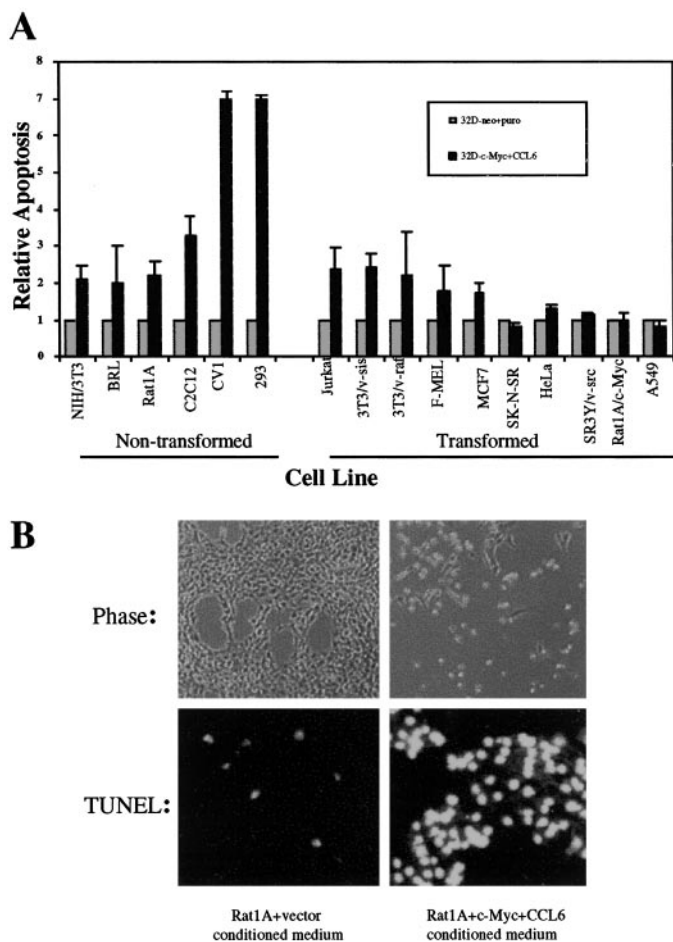 A
Relative Apoptosis
8
7
6
5
4
3
2
1
0
32D-neo+puro
32D-c-Myc+CCL6
NIH/3T3
BRL
Rat1A
C2C12
CV1
293
Jurkat
3T3/v-sis
3T3/v-raf
F-MEL
MCF7
SK-N-SR
HeLa
SR3Y/v-src
Rat1A/c-Myc
A549
Non-transformed
Transformed
Cell Line
B
Phase:
TUNEL:
Rat1A+vector
conditioned medium
Rat1A+c-Myc+CCL6
conditioned medium